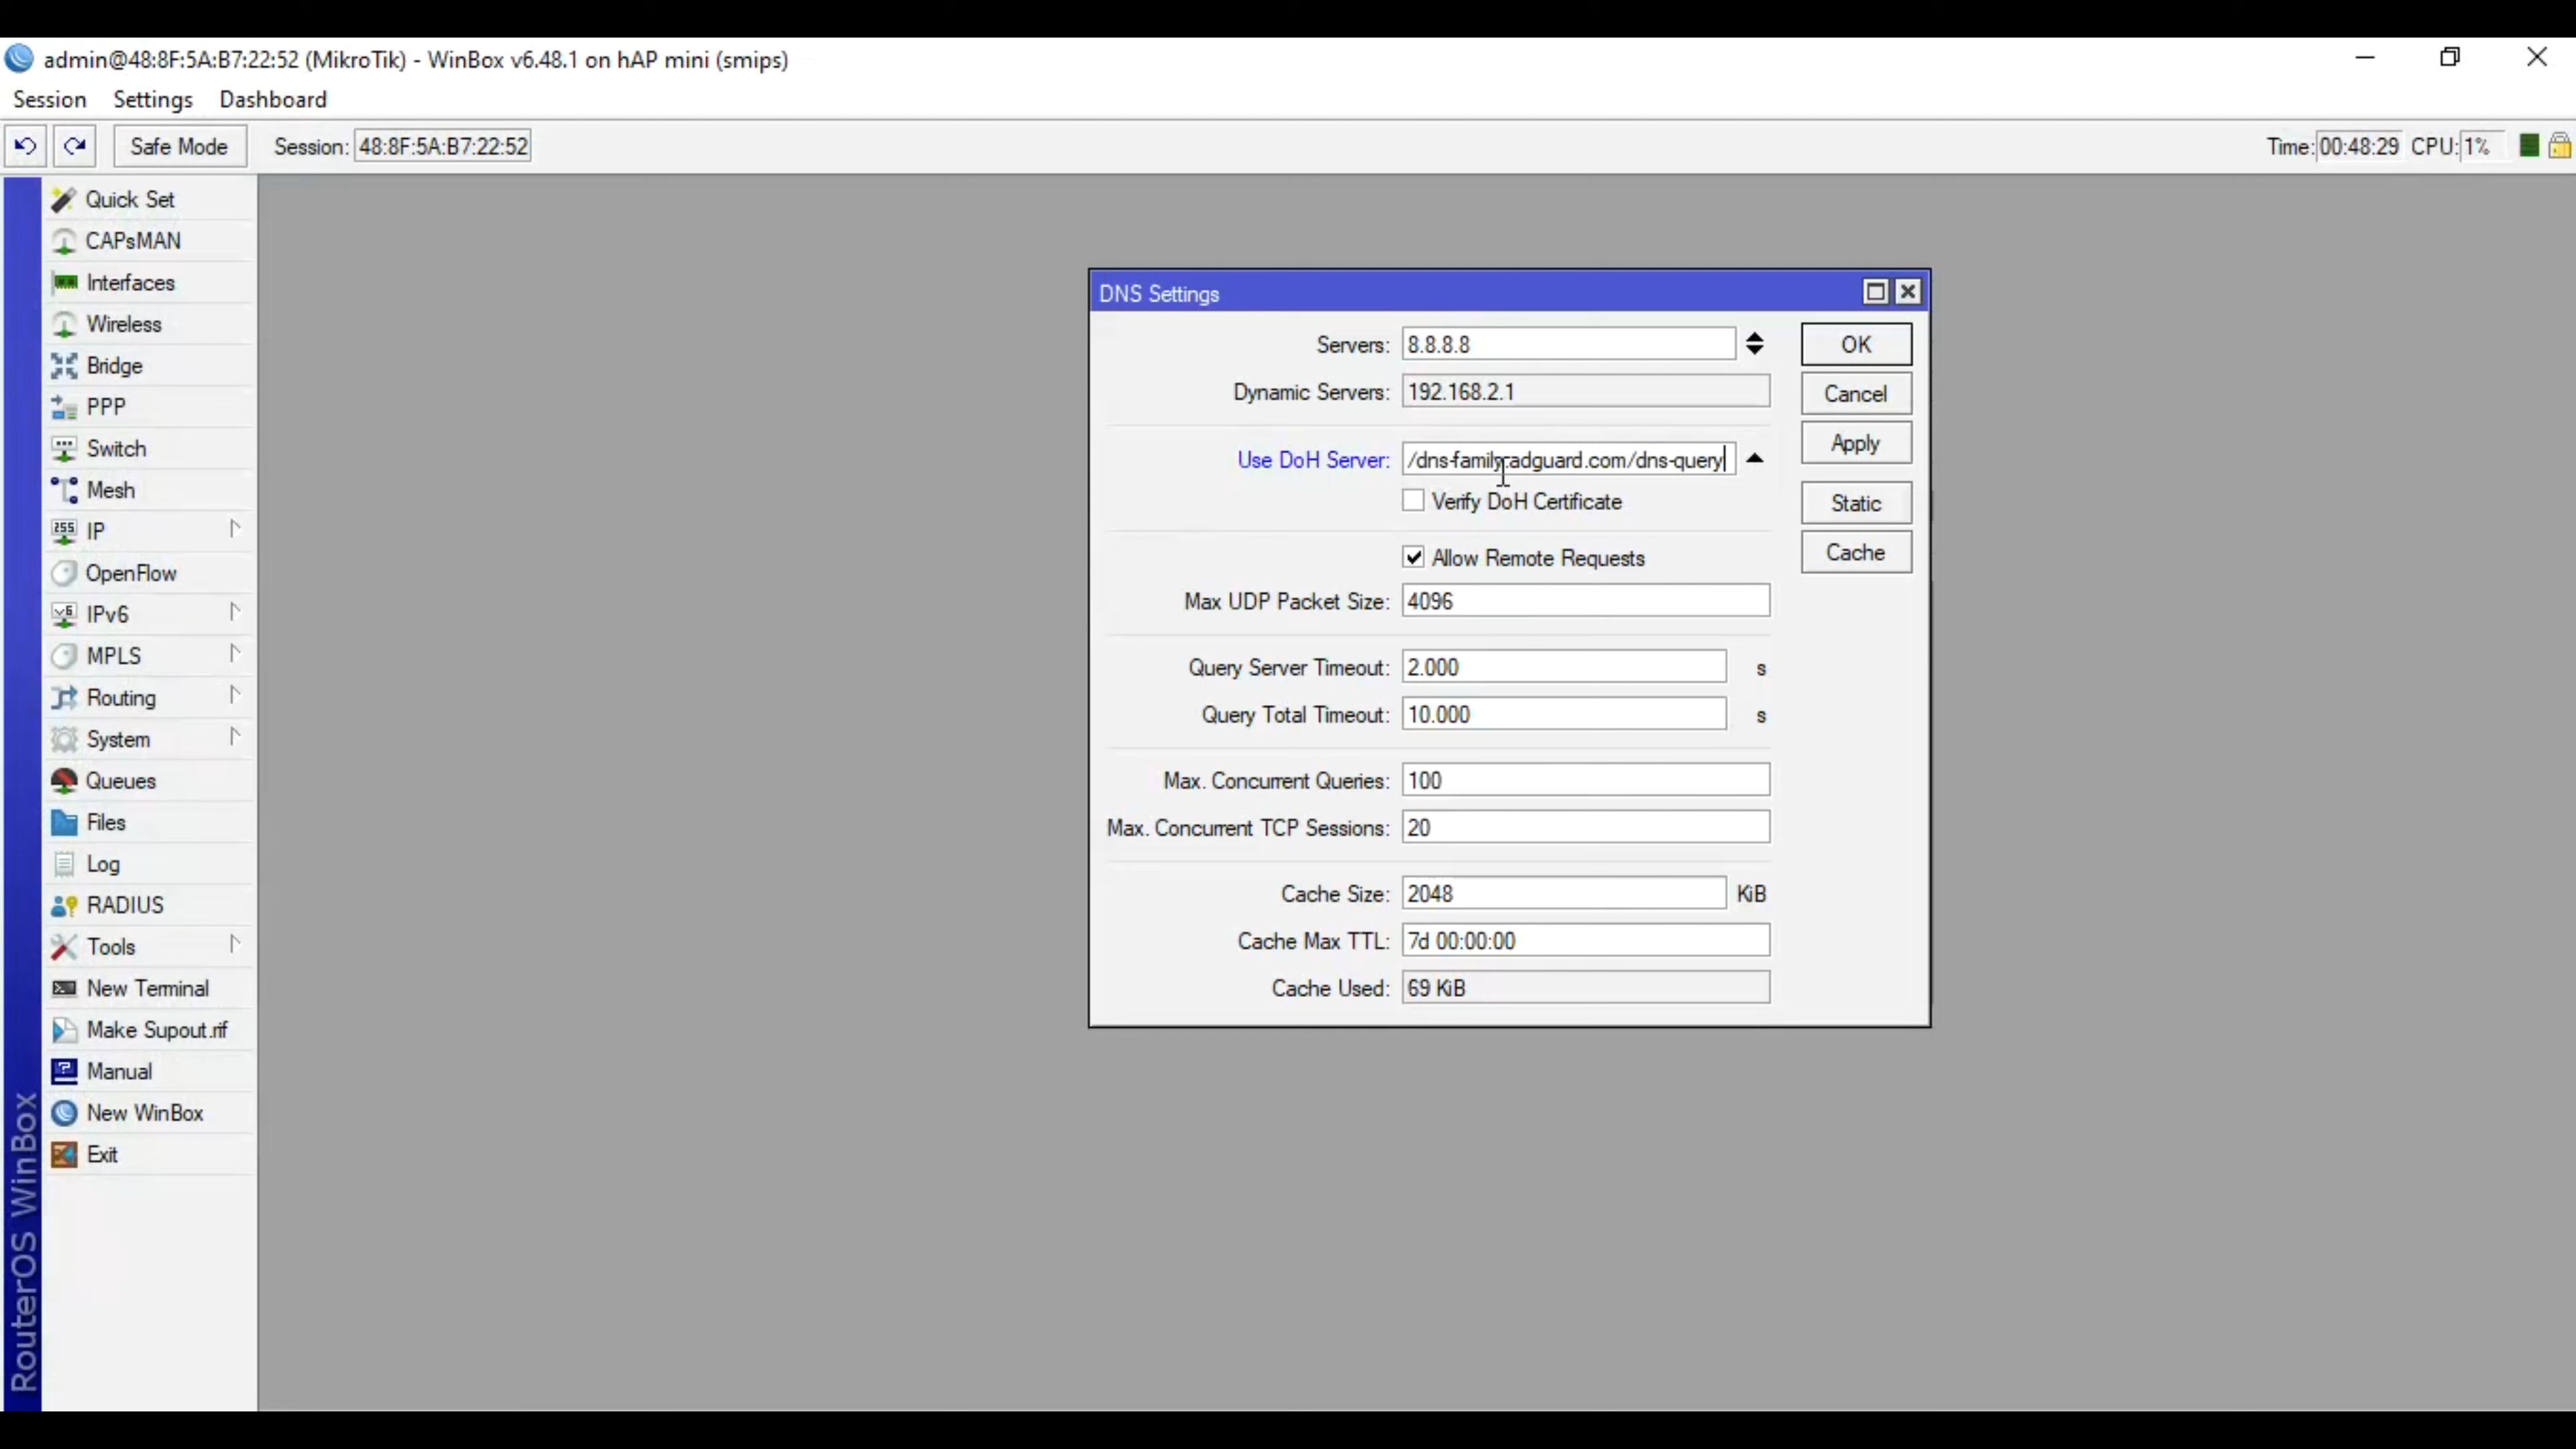 admin@48:8F:5A:B7:22:52 (MikroTik) - WinBox v6.48.1 on hAP mini (smips)
Session Settings Dashboard
Safe Mode Session: 48:8F:5A:B7:22:52 Time: 00:48:29 CPU: 1%
Quick Set
CAPsMAN
Interfaces
Wireless
Bridge
PPP
Switch
Mesh
IP
OpenFlow
IPv6
MPLS
Routing
System
Queues
Files
Log
RADIUS
Tools
New Terminal
Make Supout.rif
Manual
New WinBox
Exit
RouterOS WinBox
DNS Settings
Servers: 8.8.8.8
Dynamic Servers: 192.168.2.1
Use DoH Server: /dns-family.adguard.com/dns-query
Verify DoH Certificate
Allow Remote Requests
Max UDP Packet Size: 4096
Query Server Timeout: 2.000 s
Query Total Timeout: 10.000 s
Max. Concurrent Queries: 100
Max. Concurrent TCP Sessions: 20
Cache Size: 2048 KiB
Cache Max TTL: 7d 00:00:00
Cache Used: 69 KiB
OK
Cancel
Apply
Static
Cache